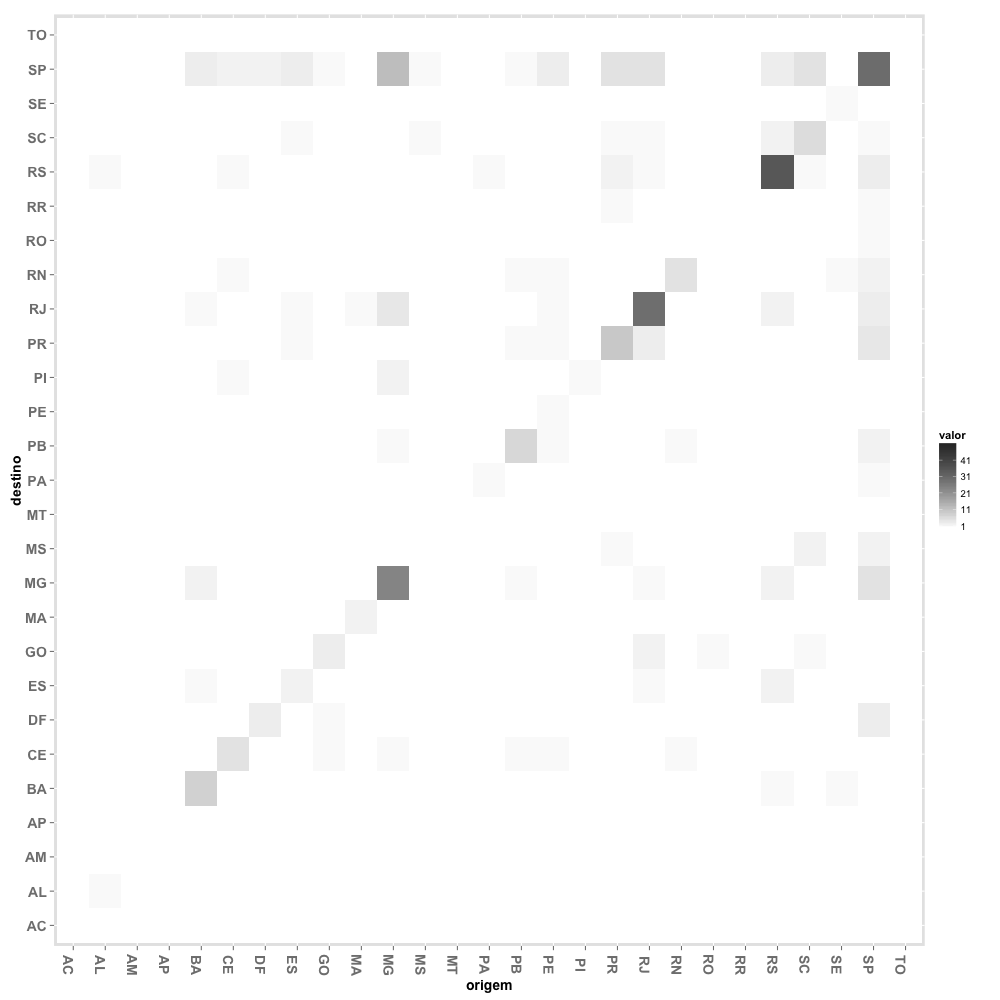 TO
SP
SE
SC
RS
RR
RO
RN
RJ
PR
PI
PE
PB
PA
MT
MS
MG
MA
GO
ES
DF
CE
BA
AP
AM
AL
AC
destino
AC AL AM AP BA CE DF ES GO MA MG MS MT PA PB PE PI PR RJ RN RO RR RS SC SE SP TO
origem
valor
41
31
21
11
1